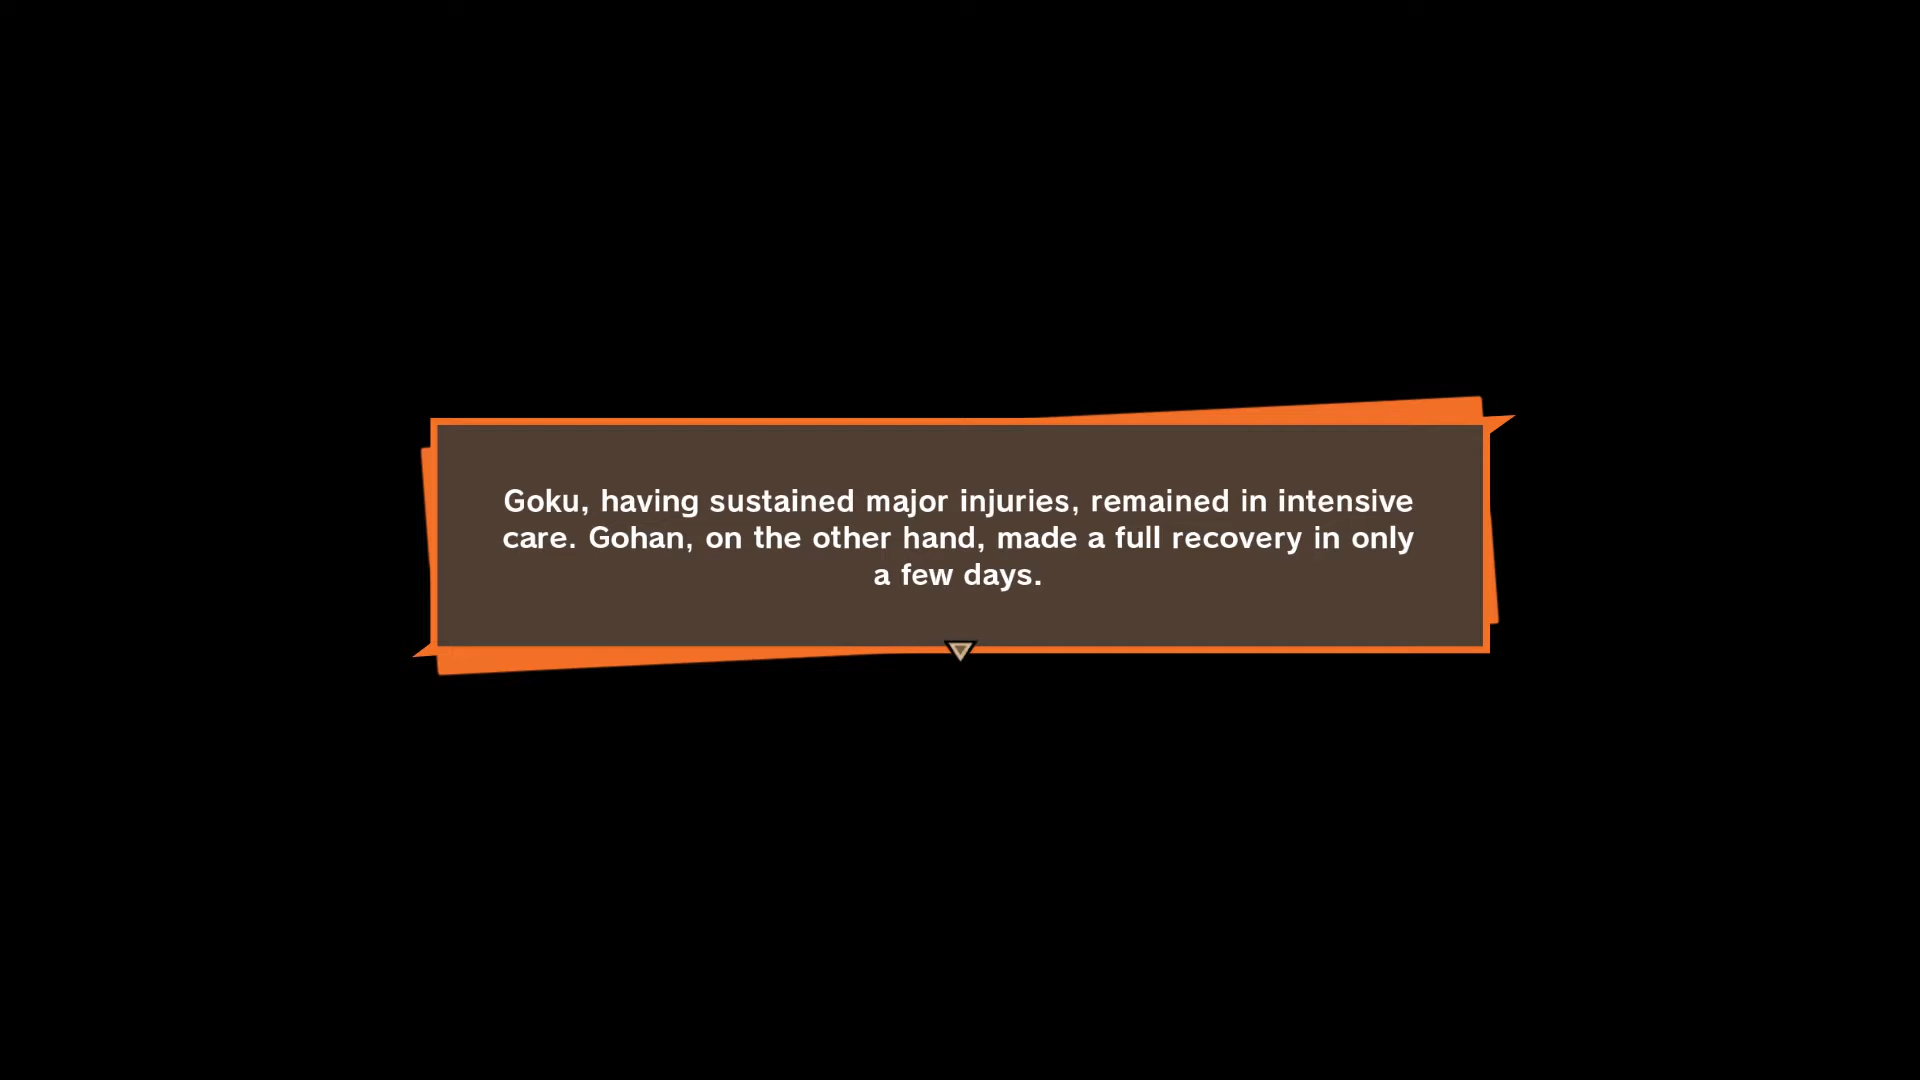 Goku, having sustained major injuries, remained in intensive
care. Gohan, on the other hand, made a full recovery in only
a few days.